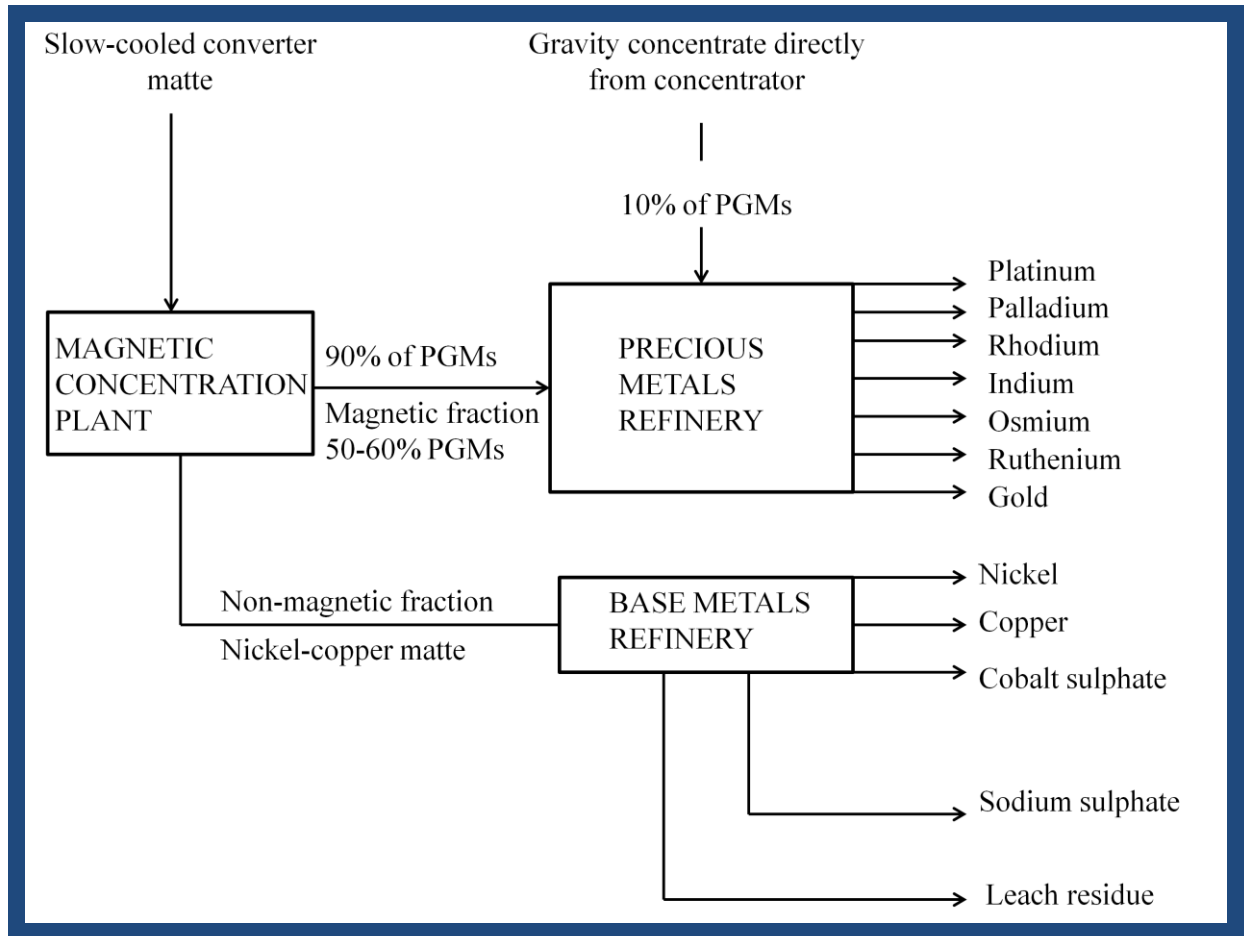 Slow-cooled converter
matte
Gravity concentrate directly
from concentrator
10% of PGMs
MAGNETIC
CONCENTRATION
PLANT
90% of PGMs
Magnetic fraction
50-60% PGMs
PRECIOUS
METALS
REFINERY
Platinum
Palladium
Rhodium
Indium
Osmium
Ruthenium
Gold
Non-magnetic fraction
Nickel-copper matte
BASE METALS
REFINERY
Nickel
Copper
Cobalt sulphate
Sodium sulphate
Leach residue